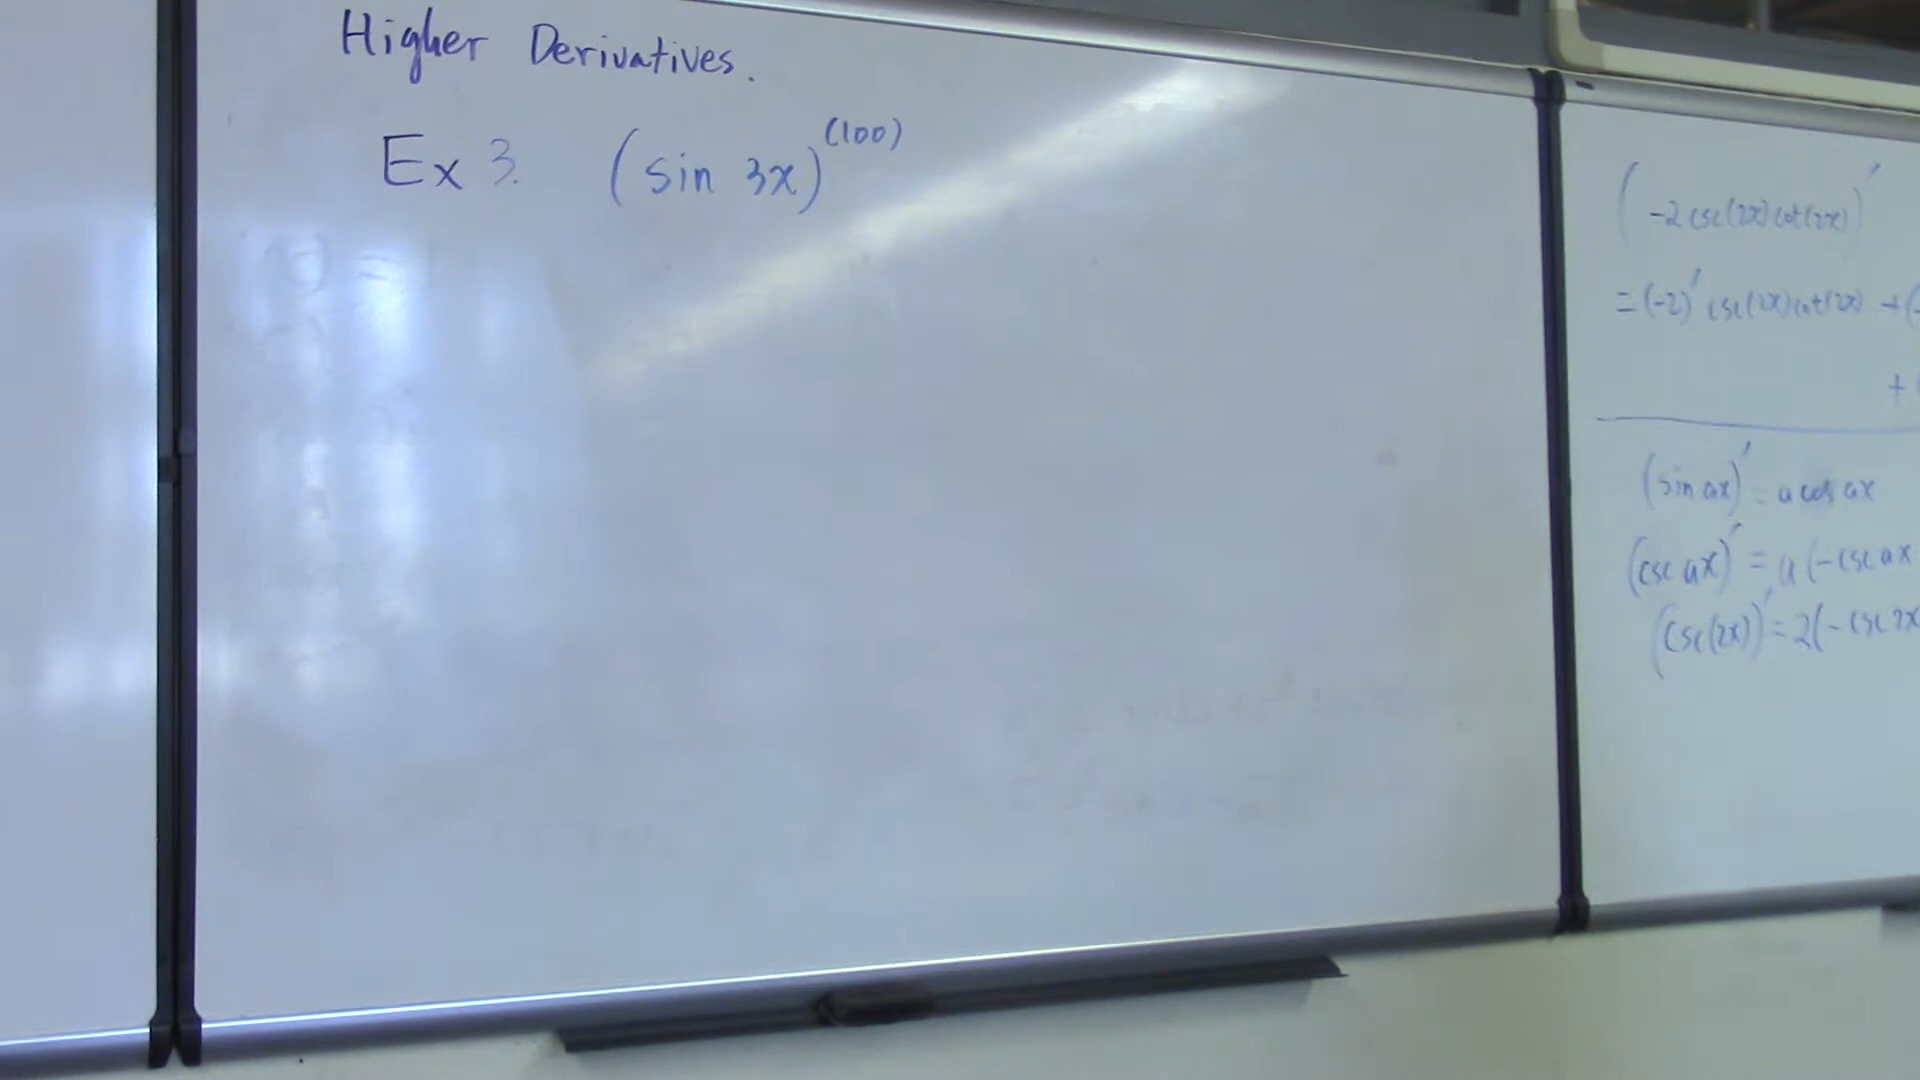 Higher Derivatives.
Ex 3. (sin 3x)^(100)
(-2 csc(2x) cot(2x))'
= (-2)' csc(2x) cot(2x) + (
+
(sin ax)' = a cos ax
(csc ax)' = a (- csc ax
(csc(2x))' = 2(- csc 2x